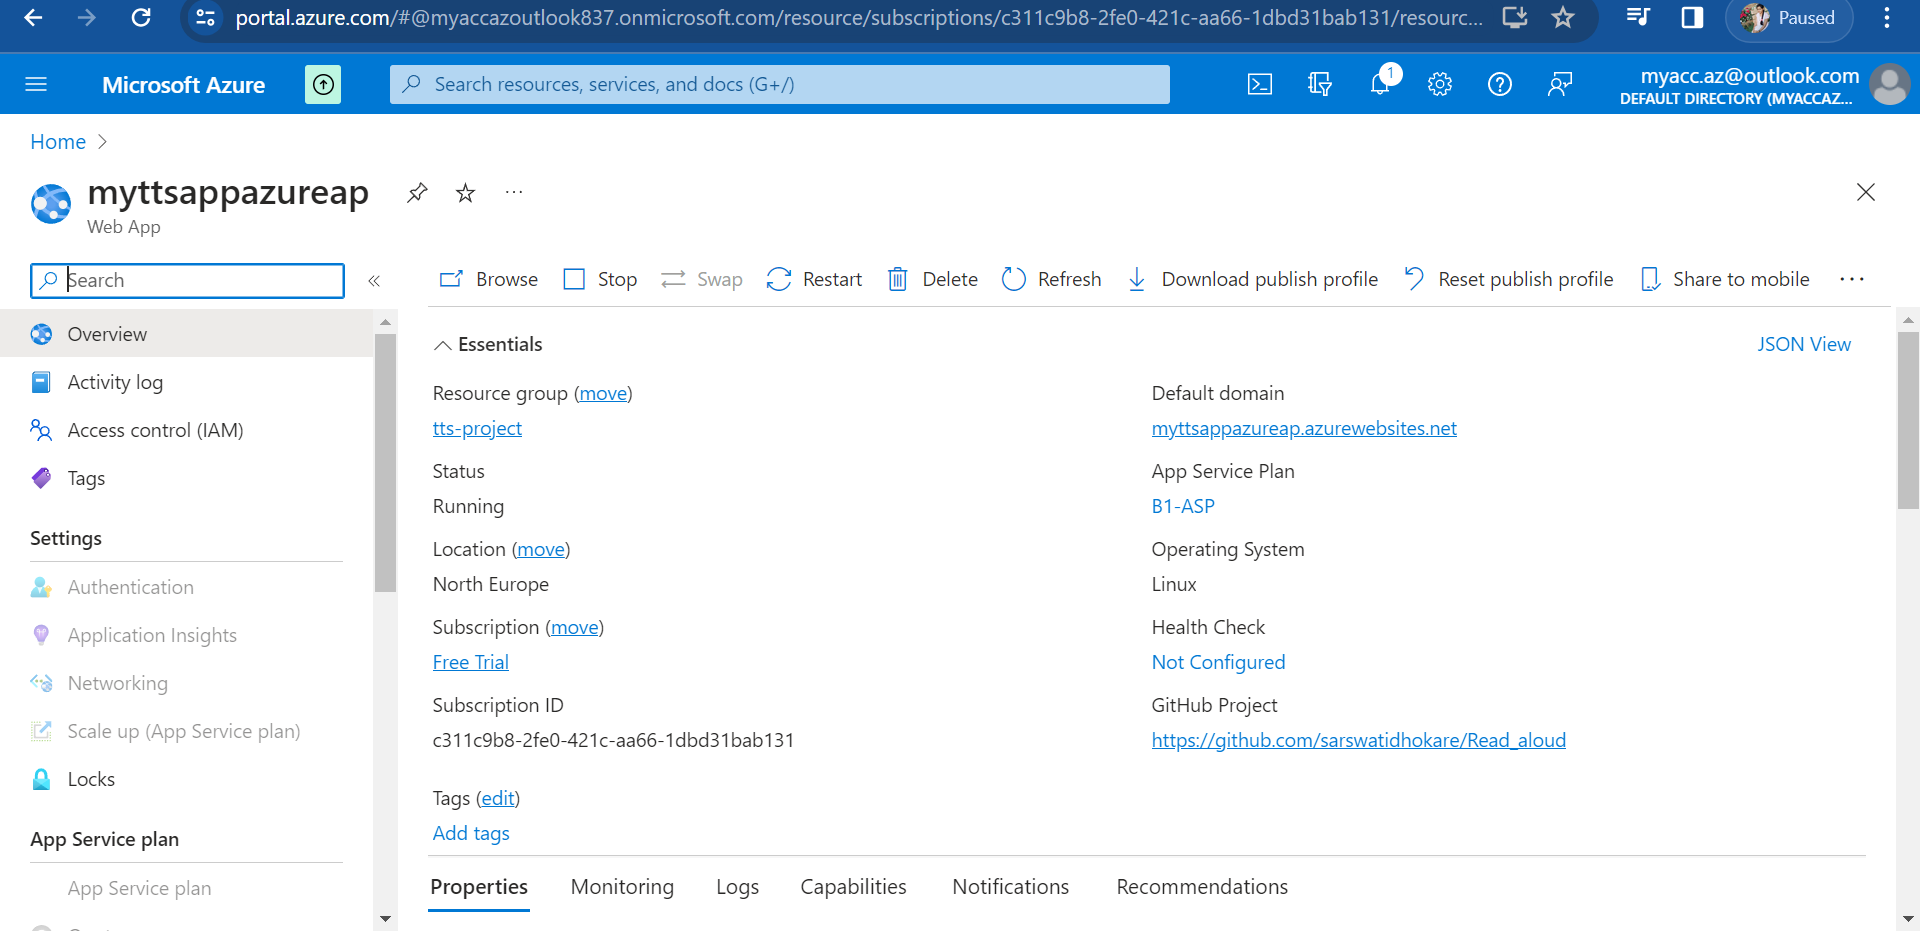 portal.azure.com/#@myaccazoutlook837.onmicrosoft.com/resource/subscriptions/c311c9b8-2fe0-421c-aa66-1dbd31bab131/resourc...
Paused
Microsoft Azure
Search resources, services, and docs (G+/)
1
myacc.az@outlook.com
DEFAULT DIRECTORY (MYACCAZ...
Home >
myttsappazureap
...
Web App
Search
«
Browse
Stop
Swap
Restart
Delete
Refresh
Download publish profile
Reset publish profile
Share to mobile
...
Overview
Activity log
Access control (IAM)
Tags
Settings
Authentication
Application Insights
Networking
Scale up (App Service plan)
Locks
App Service plan
App Service plan
Essentials
JSON View
Resource group (move)
tts-project
Status
Running
Location (move)
North Europe
Subscription (move)
Free Trial
Subscription ID
c311c9b8-2fe0-421c-aa66-1dbd31bab131
Default domain
myttsappazureap.azurewebsites.net
App Service Plan
B1-ASP
Operating System
Linux
Health Check
Not Configured
GitHub Project
https://github.com/sarswatidhokare/Read_aloud
Tags (edit)
Add tags
Properties
Monitoring
Logs
Capabilities
Notifications
Recommendations